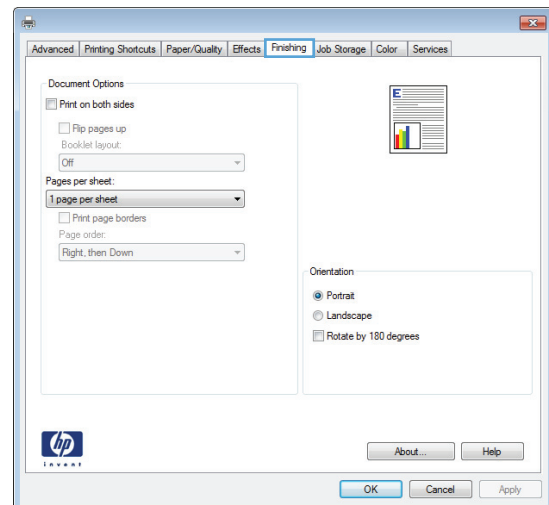 Advanced Printing Shortcuts Paper/Quality Effects Finishing Job Storage Color Services
Document Options
Print on both sides
Flip pages up
Booklet layout:
Off
Pages per sheet:
1 page per sheet
Print page borders
Page order:
Right, then Down
E
Orientation
Portrait
Landscape
Rotate by 180 degrees
hp
invent
About... Help
OK Cancel Apply